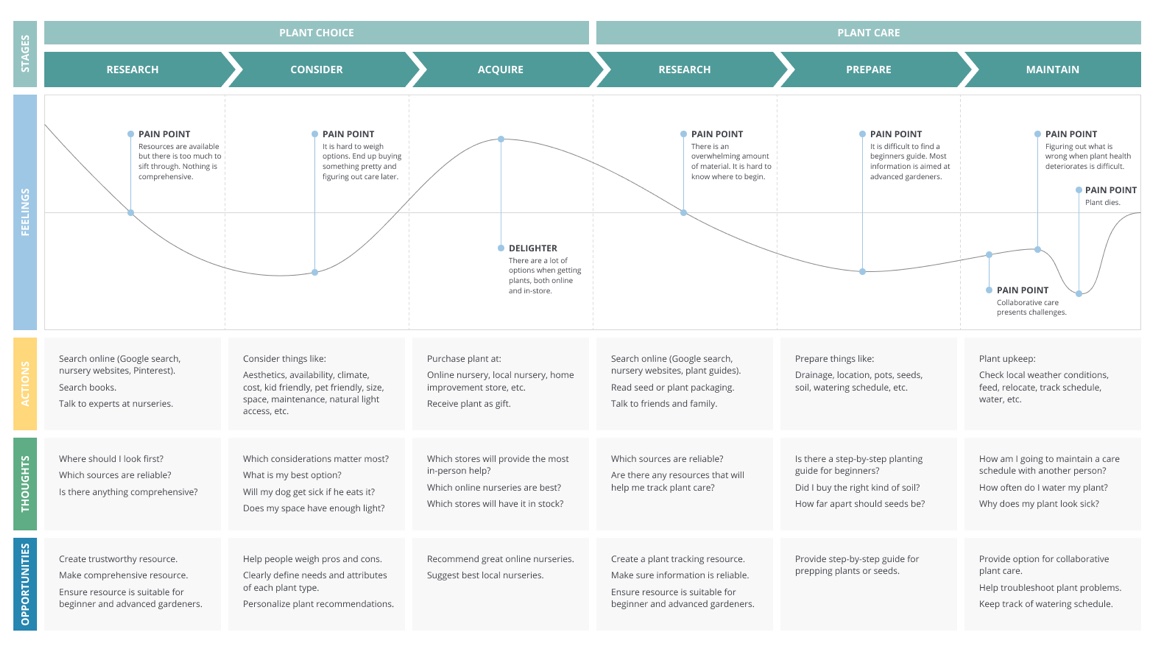 STAGES
PLANT CHOICE
PLANT CARE
RESEARCH
CONSIDER
ACQUIRE
RESEARCH
PREPARE
MAINTAIN
FEELINGS
PAIN POINT
Resources are available
but there is too much to
sift through. Nothing is
comprehensive.
PAIN POINT
It is hard to weigh
options. End up buying
something pretty and
figuring out care later.
DELIGHTER
There are a lot of
options when getting
plants, both online
and in-store.
PAIN POINT
There is an
overwhelming amount
of material. It is hard to
know where to begin.
PAIN POINT
It is difficult to find a
beginners guide. Most
information is aimed at
advanced gardeners.
PAIN POINT
Figuring out what is
wrong when plant health
deteriorates is difficult.
PAIN POINT
Plant dies.
PAIN POINT
Collaborative care
presents challenges.
ACTIONS
Search online (Google search,
nursery websites, Pinterest).
Search books.
Talk to experts at nurseries.
Consider things like:
Aesthetics, availability, climate,
cost, kid friendly, pet friendly, size,
space, maintenance, natural light
access, etc.
Purchase plant at:
Online nursery, local nursery, home
improvement store, etc.
Receive plant as gift.
Search online (Google search,
nursery websites, plant guides).
Read seed or plant packaging.
Talk to friends and family.
Prepare things like:
Drainage, location, pots, seeds,
soil, watering schedule, etc.
Plant upkeep:
Check local weather conditions,
feed, relocate, track schedule,
water, etc.
THOUGHTS
Where should I look first?
Which sources are reliable?
Is there anything comprehensive?
Which considerations matter most?
What is my best option?
Will my dog get sick if he eats it?
Does my space have enough light?
Which stores will provide the most
in-person help?
Which online nurseries are best?
Which stores will have it in stock?
Which sources are reliable?
Are there any resources that will
help me track plant care?
Is there a step-by-step planting
guide for beginners?
Did I buy the right kind of soil?
How far apart should seeds be?
How am I going to maintain a care
schedule with another person?
How often do I water my plant?
Why does my plant look sick?
OPPORTUNITIES
Create trustworthy resource.
Make comprehensive resource.
Ensure resource is suitable for
beginner and advanced gardeners.
Help people weigh pros and cons.
Clearly define needs and attributes
of each plant type.
Personalize plant recommendations.
Recommend great online nurseries.
Suggest best local nurseries.
Create a plant tracking resource.
Make sure information is reliable.
Ensure resource is suitable for
beginner and advanced gardeners.
Provide step-by-step guide for
prepping plants or seeds.
Provide option for collaborative
plant care.
Help troubleshoot plant problems.
Keep track of watering schedule.